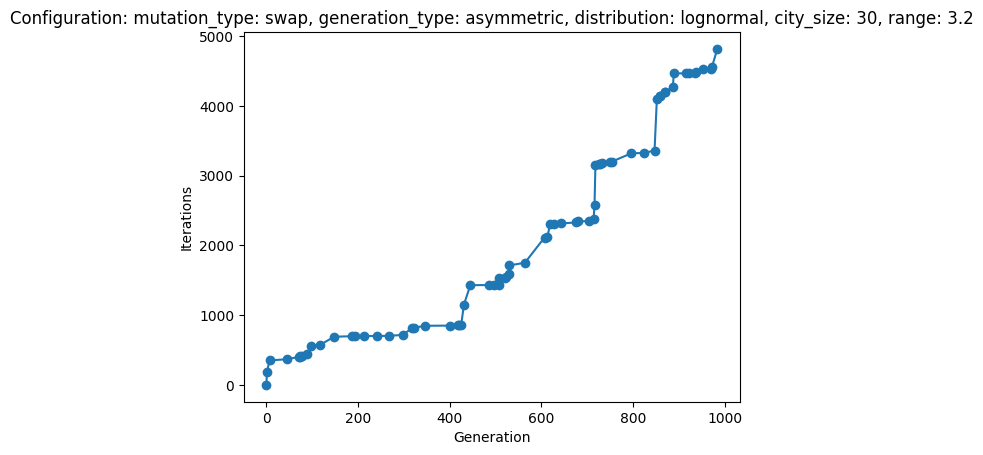 Configuration: mutation_type: swap, generation_type: asymmetric, distribution: lognormal, city_size: 30, range: 3.2
5000
4000
3000
2000
1000
0
Iterations
0 200 400 600 800 1000
Generation